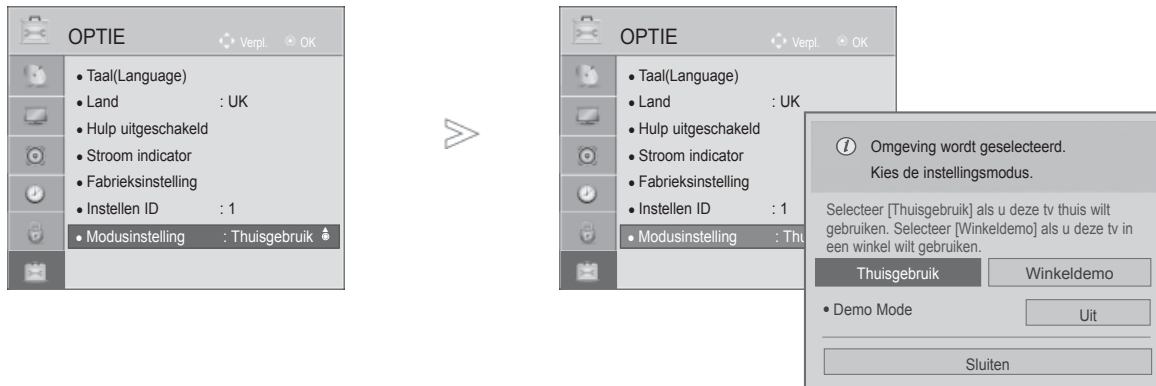 OPTIE Verpl. OK
• Taal(Language)
• Land : UK
• Hulp uitgeschakeld
• Stroom indicator
• Fabrieksinstelling
• Instellen ID : 1
• Modusinstelling : Thuisgebruik
>
OPTIE Verpl. OK
• Taal(Language)
• Land : UK
• Hulp uitgeschakeld
• Stroom indicator
• Fabrieksinstelling
• Instellen ID : 1
• Modusinstelling : Thu
i Omgeving wordt geselecteerd.
Kies de instellingsmodus.
Selecteer [Thuisgebruik] als u deze tv thuis wilt
gebruiken. Selecteer [Winkeldemo] als u deze tv in
een winkel wilt gebruiken.
Thuisgebruik Winkeldemo
• Demo Mode Uit
Sluiten